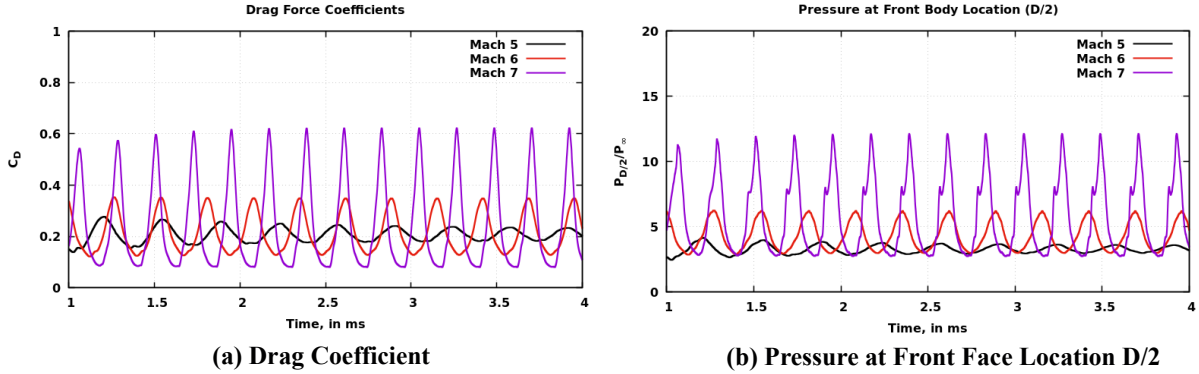 Drag Force Coefficients
1
0.8
0.6
0.4
0.2
0
C_D
Mach 5
Mach 6
Mach 7
1
1.5
2
2.5
3
3.5
4
Time, in ms
(a) Drag Coefficient
Pressure at Front Body Location (D/2)
20
15
10
5
0
P_D/2/P_∞
Mach 5
Mach 6
Mach 7
1
1.5
2
2.5
3
3.5
4
Time, in ms
(b) Pressure at Front Face Location D/2